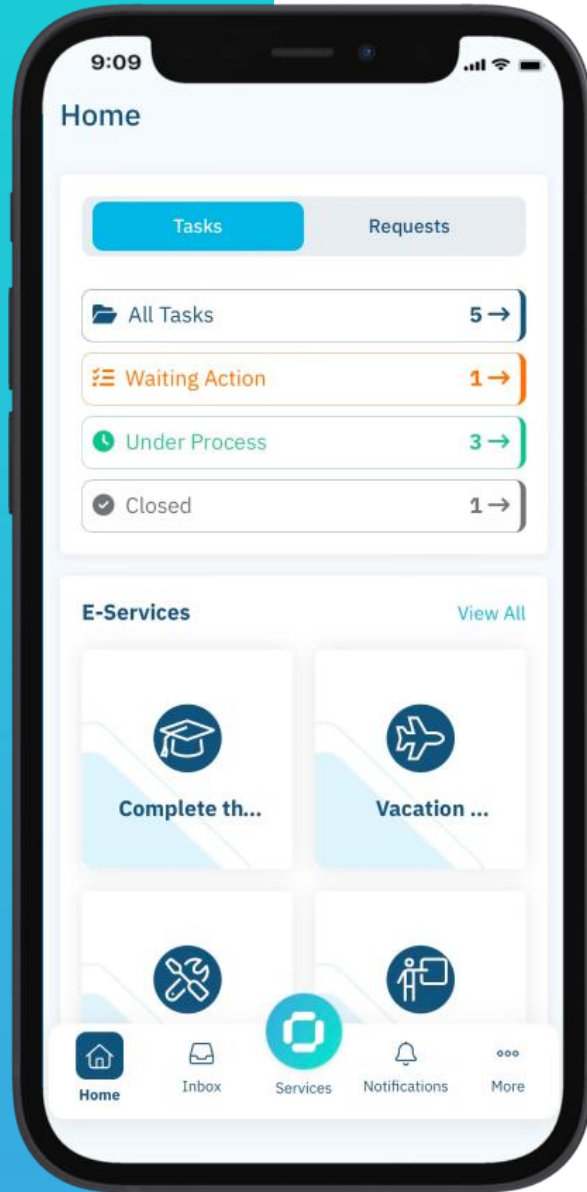 9:09
Home
Tasks Requests
All Tasks 5
Waiting Action 1
Under Process 3
Closed 1
E-Services View All
Complete th... Vacation ...
Home Inbox Services Notifications More